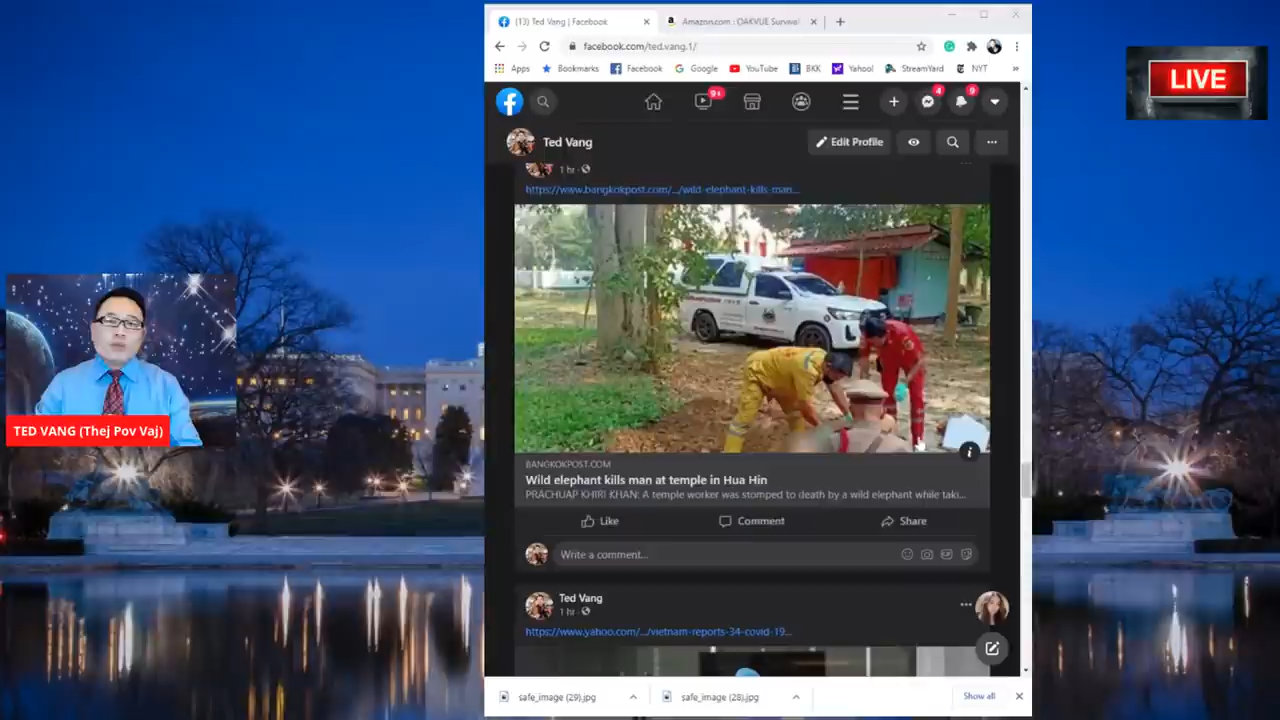 (13) Ted Vang | Facebook
Amazon.com : OAKVUE Survival
facebook.com/ted.vang.1/
Apps Bookmarks Facebook Google YouTube BKK Yahoo! StreamYard NYT »
LIVE
9+
4
9
Ted Vang
Edit Profile
1 hr
https://www.bangkokpost.com/.../wild-elephant-kills-man...
BANGKOKPOST.COM
Wild elephant kills man at temple in Hua Hin
PRACHUAP KHIRI KHAN: A temple worker was stomped to death by a wild elephant while taki...
Like Comment Share
Write a comment...
GIF
TED VANG (Thej Pov Vaj)
Ted Vang
1 hr
https://www.yahoo.com/.../vietnam-reports-34-covid-19...
safe_image (29).jpg
safe_image (28).jpg
Show all